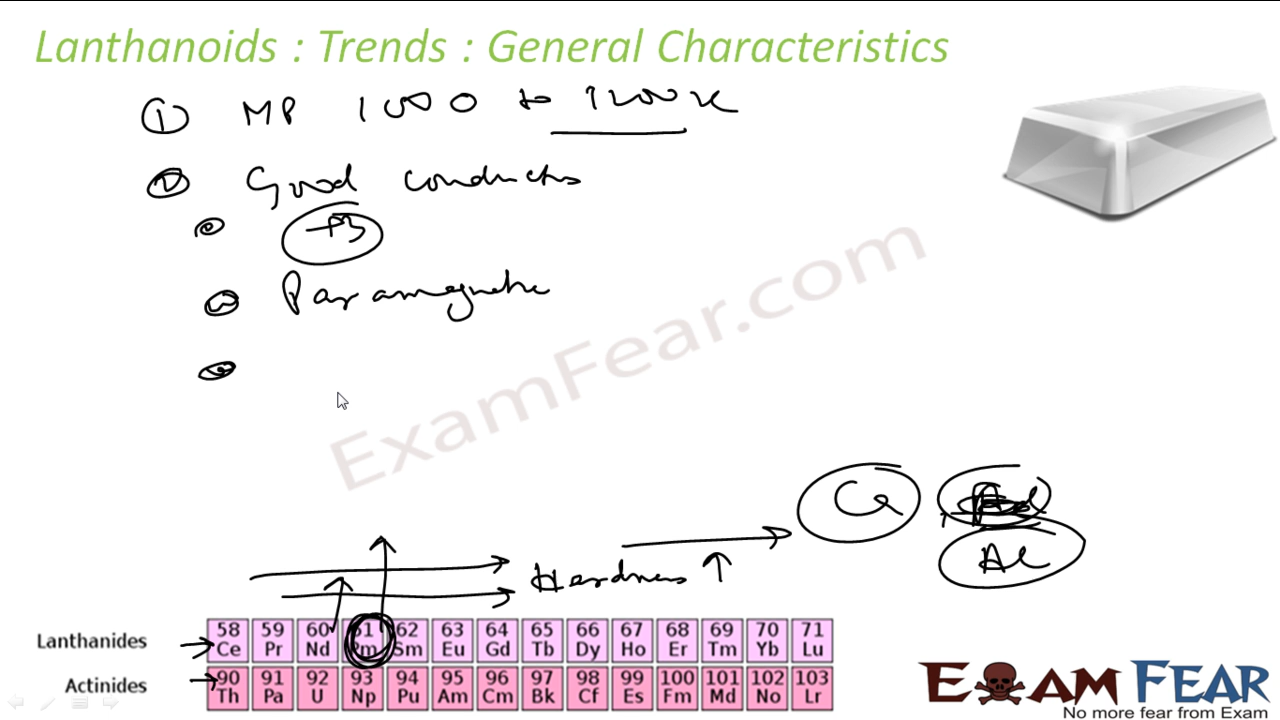 Lanthanoids : Trends : General Characteristics
① MP 1000 to 1200K
Good conductors
+3
Paramagnetic
ExamFear.com
Al
Hardness ↑
Lanthanides
58 59 60 61 62 63 64 65 66 67 68 69 70 71
Ce Pr Nd Pm Sm Eu Gd Tb Dy Ho Er Tm Yb Lu
Actinides
90 91 92 93 94 95 96 97 98 99 100 101 102 103
Th Pa U Np Pu Am Cm Bk Cf Es Fm Md No Lr
EXAM FEAR
No more fear from Exam